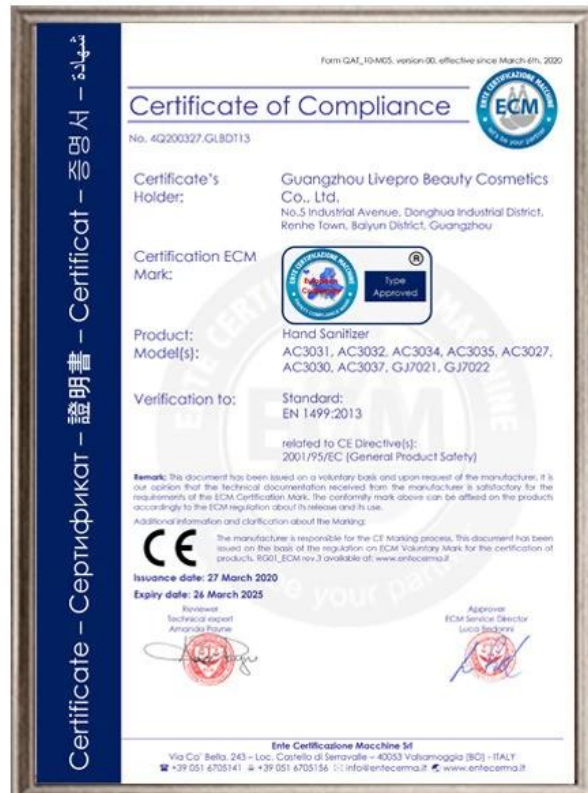 Form QAT_10-M05, version 00, effective since March 6th, 2020
Certificate – Сертификат – 證明書 – Certificat – 증명서 – شهادة
Certificate of Compliance
ENTE CERTIFICAZIONE MACCHINE
ECM
let's be your partner
No. 4Q200327.GLBDT13
Certificate's Holder:
Guangzhou Livepro Beauty Cosmetics
Co., Ltd.
No.5 Industrial Avenue, Donghua Industrial District,
Renhe Town, Baiyun District, Guangzhou
Certification ECM
Mark:
ENTE CERTIFICAZIONE MACCHINE
European
Conformity
®
Type
Approved
Product:
Hand Sanitizer
Model(s):
AC3031, AC3032, AC3034, AC3035, AC3027,
AC3030, AC3037, GJ7021, GJ7022
Verification to:
Standard:
EN 1499:2013
related to CE Directive(s):
2001/95/EC (General Product Safety)
Remark: This document has been issued on a voluntary basis and upon request of the manufacturer. It is
our opinion that the technical documentation received from the manufacturer is satisfactory for the
requirements of the ECM Certification Mark. The conformity mark above can be affixed on the products
accordingly to the ECM regulation about its release and its use.
Additional information and clarification about the Marking:
CE
The manufacturer is responsible for the CE Marking process. This document has been
issued on the basis of the regulation on ECM Voluntary Mark for the certification of
products. RG01_ECM rev.3 available at: www.entecerma.it
Issuance date: 27 March 2020
Expiry date: 26 March 2025
Reviewer
Technical expert
Amanda Payne
Approver
ECM Service Director
Luca Bedonni
Ente Certificazione Macchine Srl
Via Ca' Bella, 243 – Loc. Castello di Serravalle – 40053 Valsamoggia (BO) - ITALY
+39 051 6705141 +39 051 6705156 info@entecerma.it www.entecerma.it